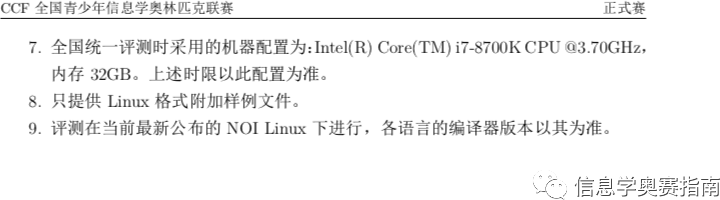 CCF 全国青少年信息学奥林匹克联赛 正式赛
7. 全国统一评测时采用的机器配置为：Intel(R) Core(TM) i7-8700K CPU @3.70GHz，
内存 32GB。上述时限以此配置为准。
8. 只提供 Linux 格式附加样例文件。
9. 评测在当前最新公布的 NOI Linux 下进行，各语言的编译器版本以其为准。
信息学奥赛指南